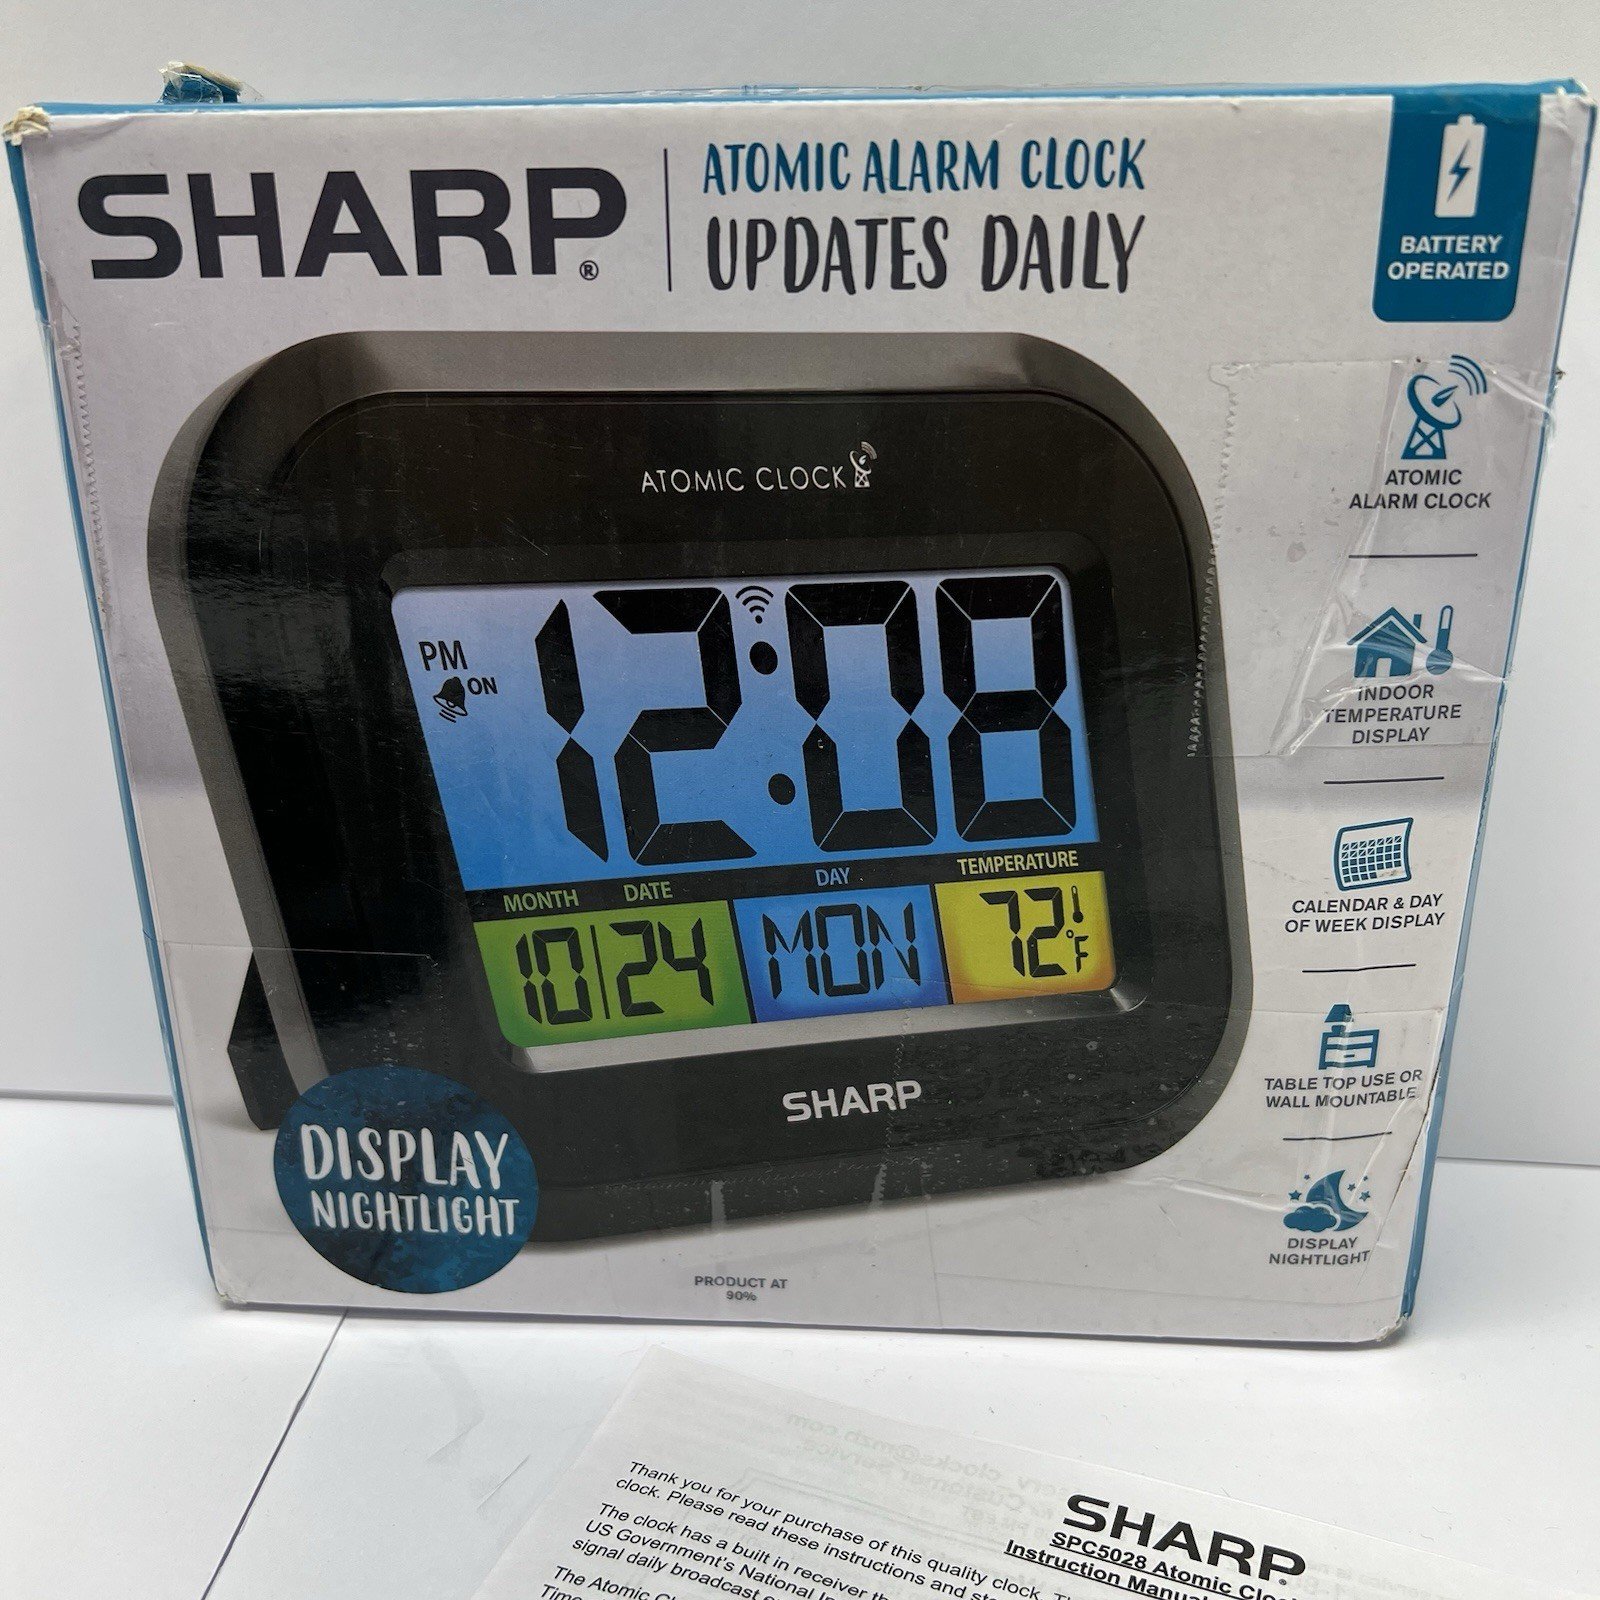 SHARP®
ATOMIC ALARM CLOCK
UPDATES DAILY
BATTERY
OPERATED
ATOMIC CLOCK
PM
ON
12:08
MONTH DATE DAY TEMPERATURE
10|24 MON 72°F
SHARP
DISPLAY
NIGHTLIGHT
PRODUCT AT
90%
ATOMIC
ALARM CLOCK
INDOOR
TEMPERATURE
DISPLAY
CALENDAR & DAY
OF WEEK DISPLAY
TABLE TOP USE OR
WALL MOUNTABLE
DISPLAY
NIGHTLIGHT
SHARP
SPC5028 Atomic
Instruction
Thank you for your purchase of this quality clock.
clock. Please read these instructions and
The clock has a built in receiver
US Government's National
signal daily broadcast
The Atomic